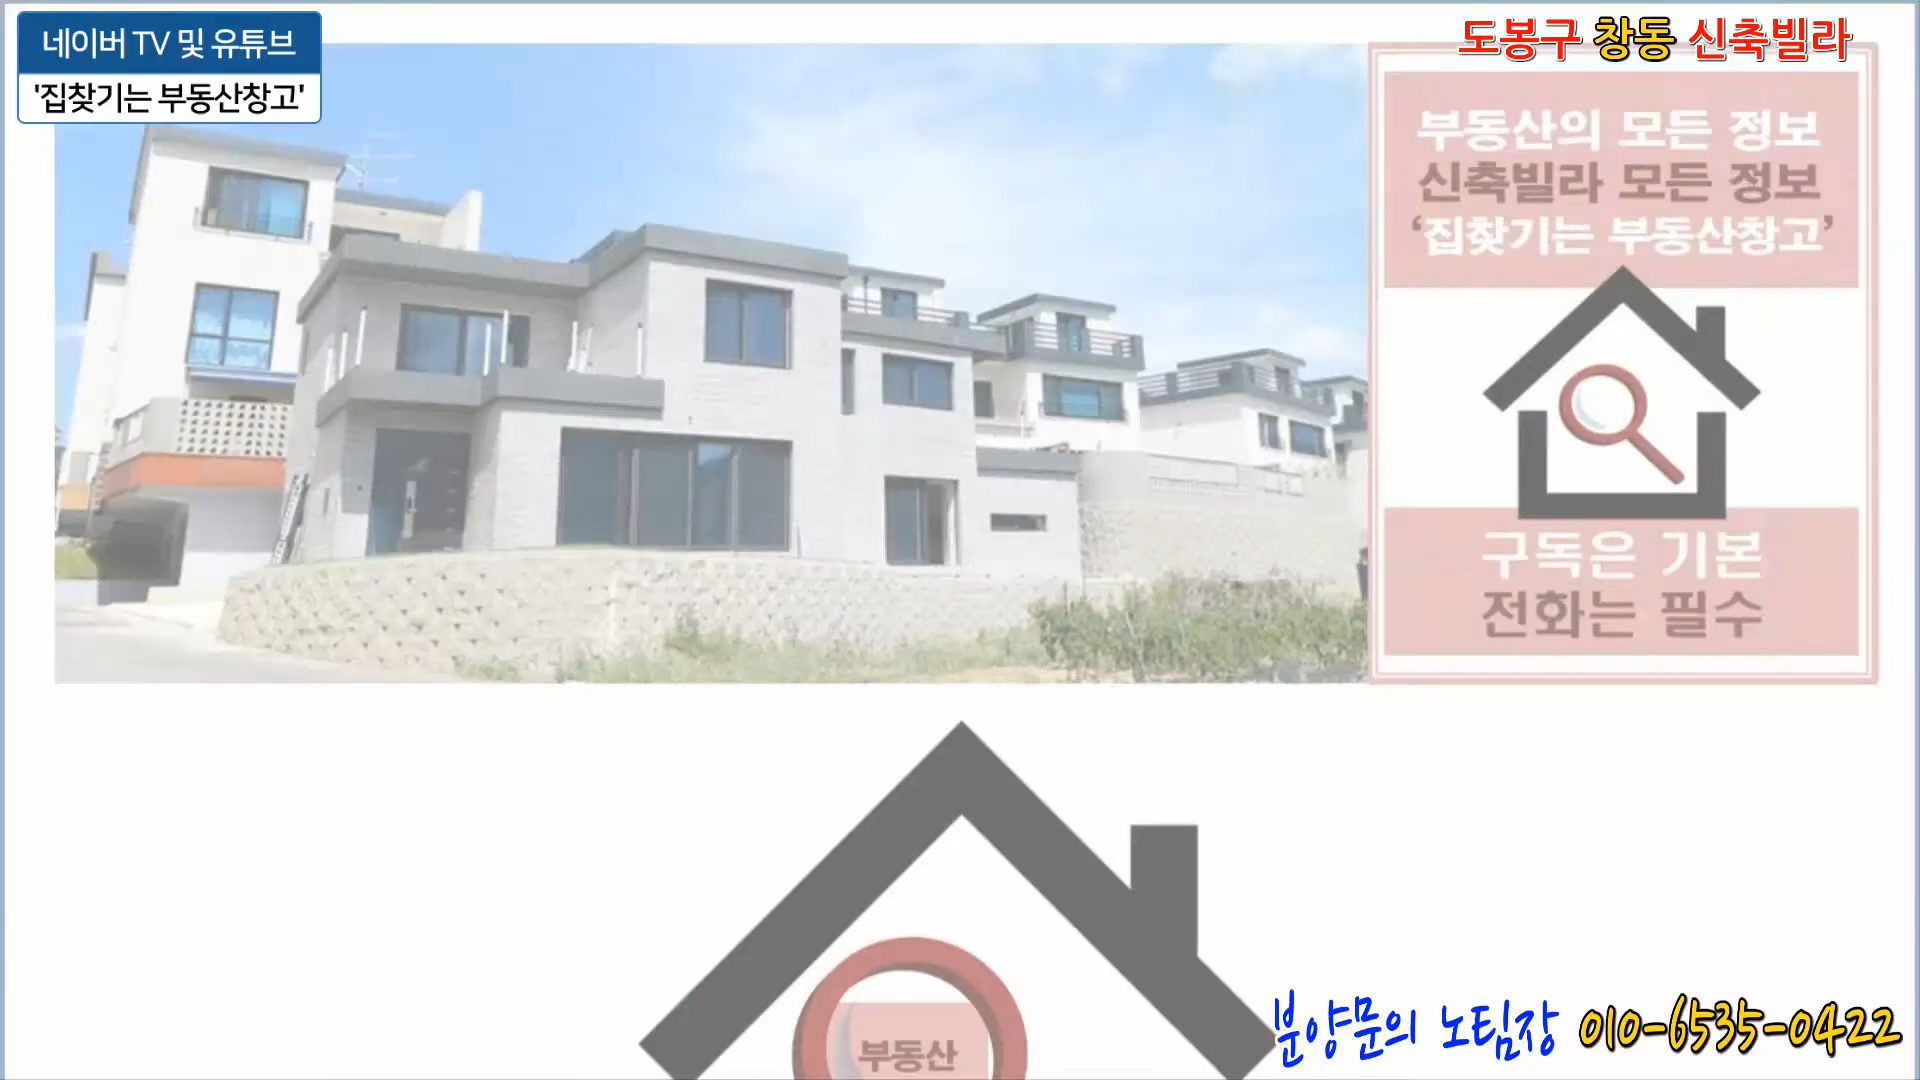 네이버 TV 및 유튜브
'집찾기는 부동산창고'
도봉구 창동 신축빌라
부동산의 모든 정보
신축빌라 모든 정보
‘집찾기는 부동산창고’
구독은 기본
전화는 필수
부동산
분양문의 노팀장 010-6535-0422